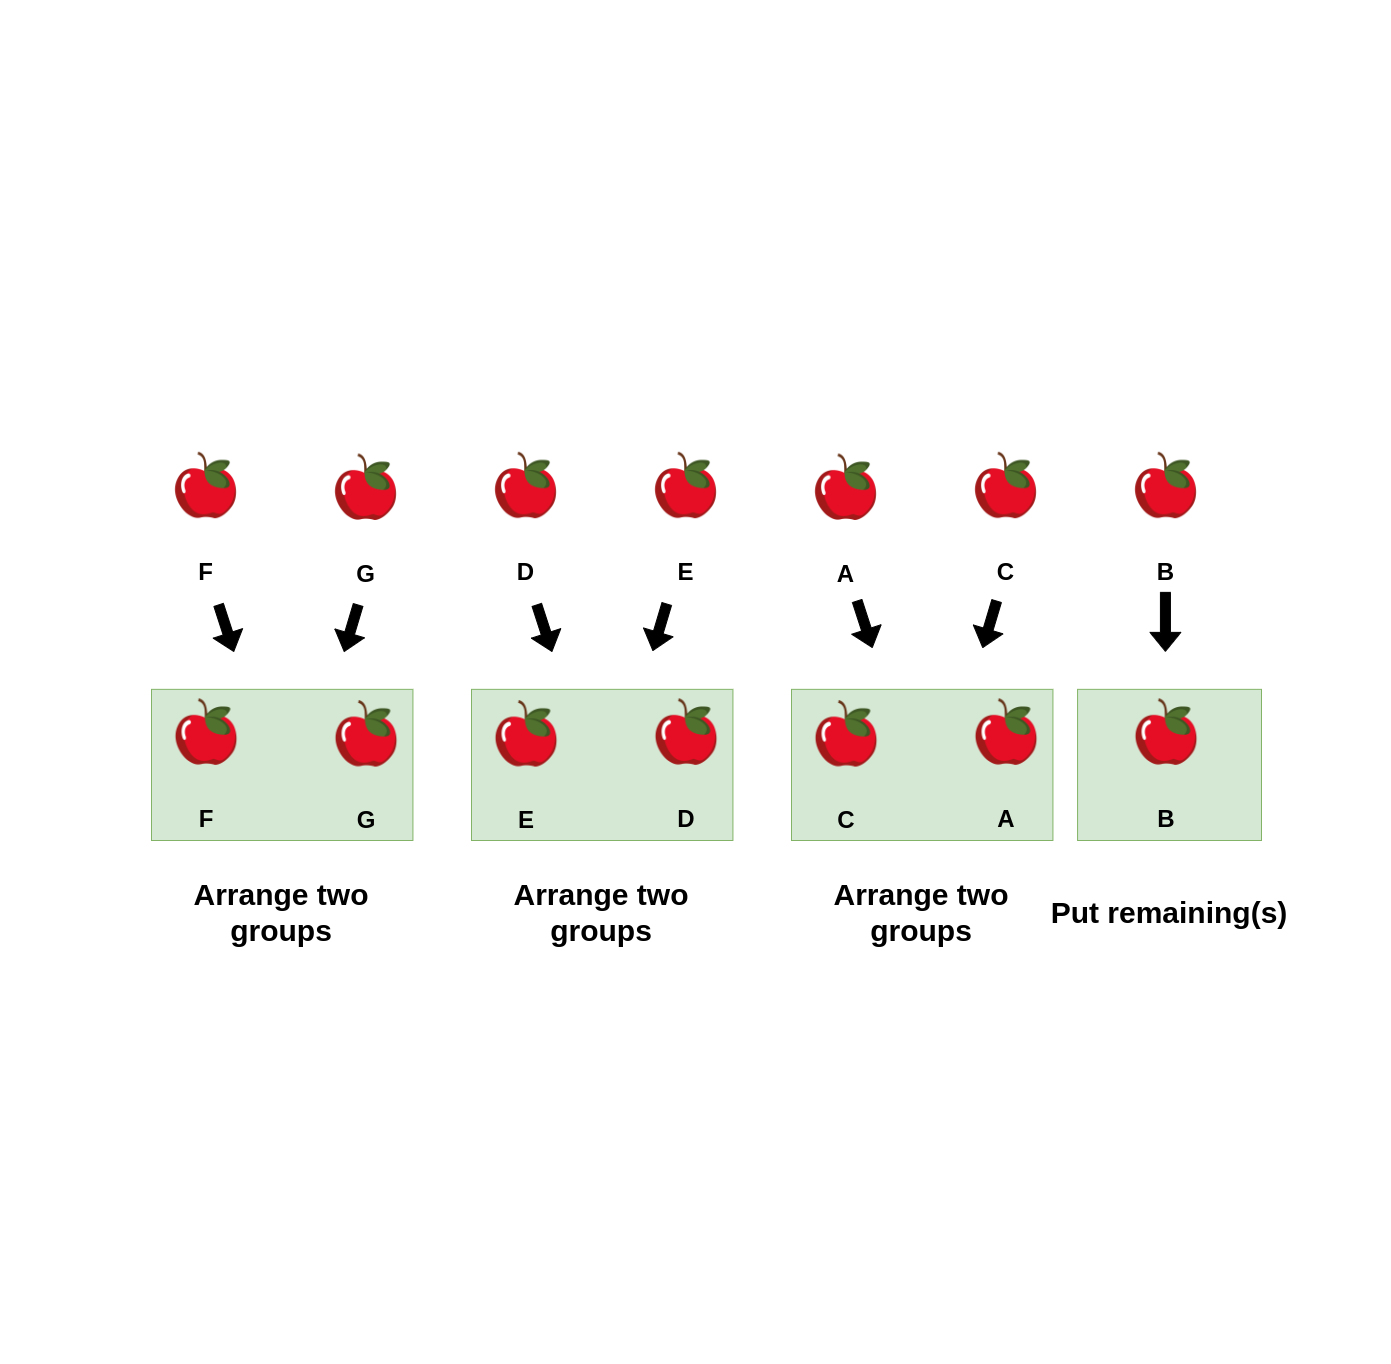 F G D E A C B
F G E D C A B
Arrange two
groups
Arrange two
groups
Arrange two
groups
Put remaining(s)